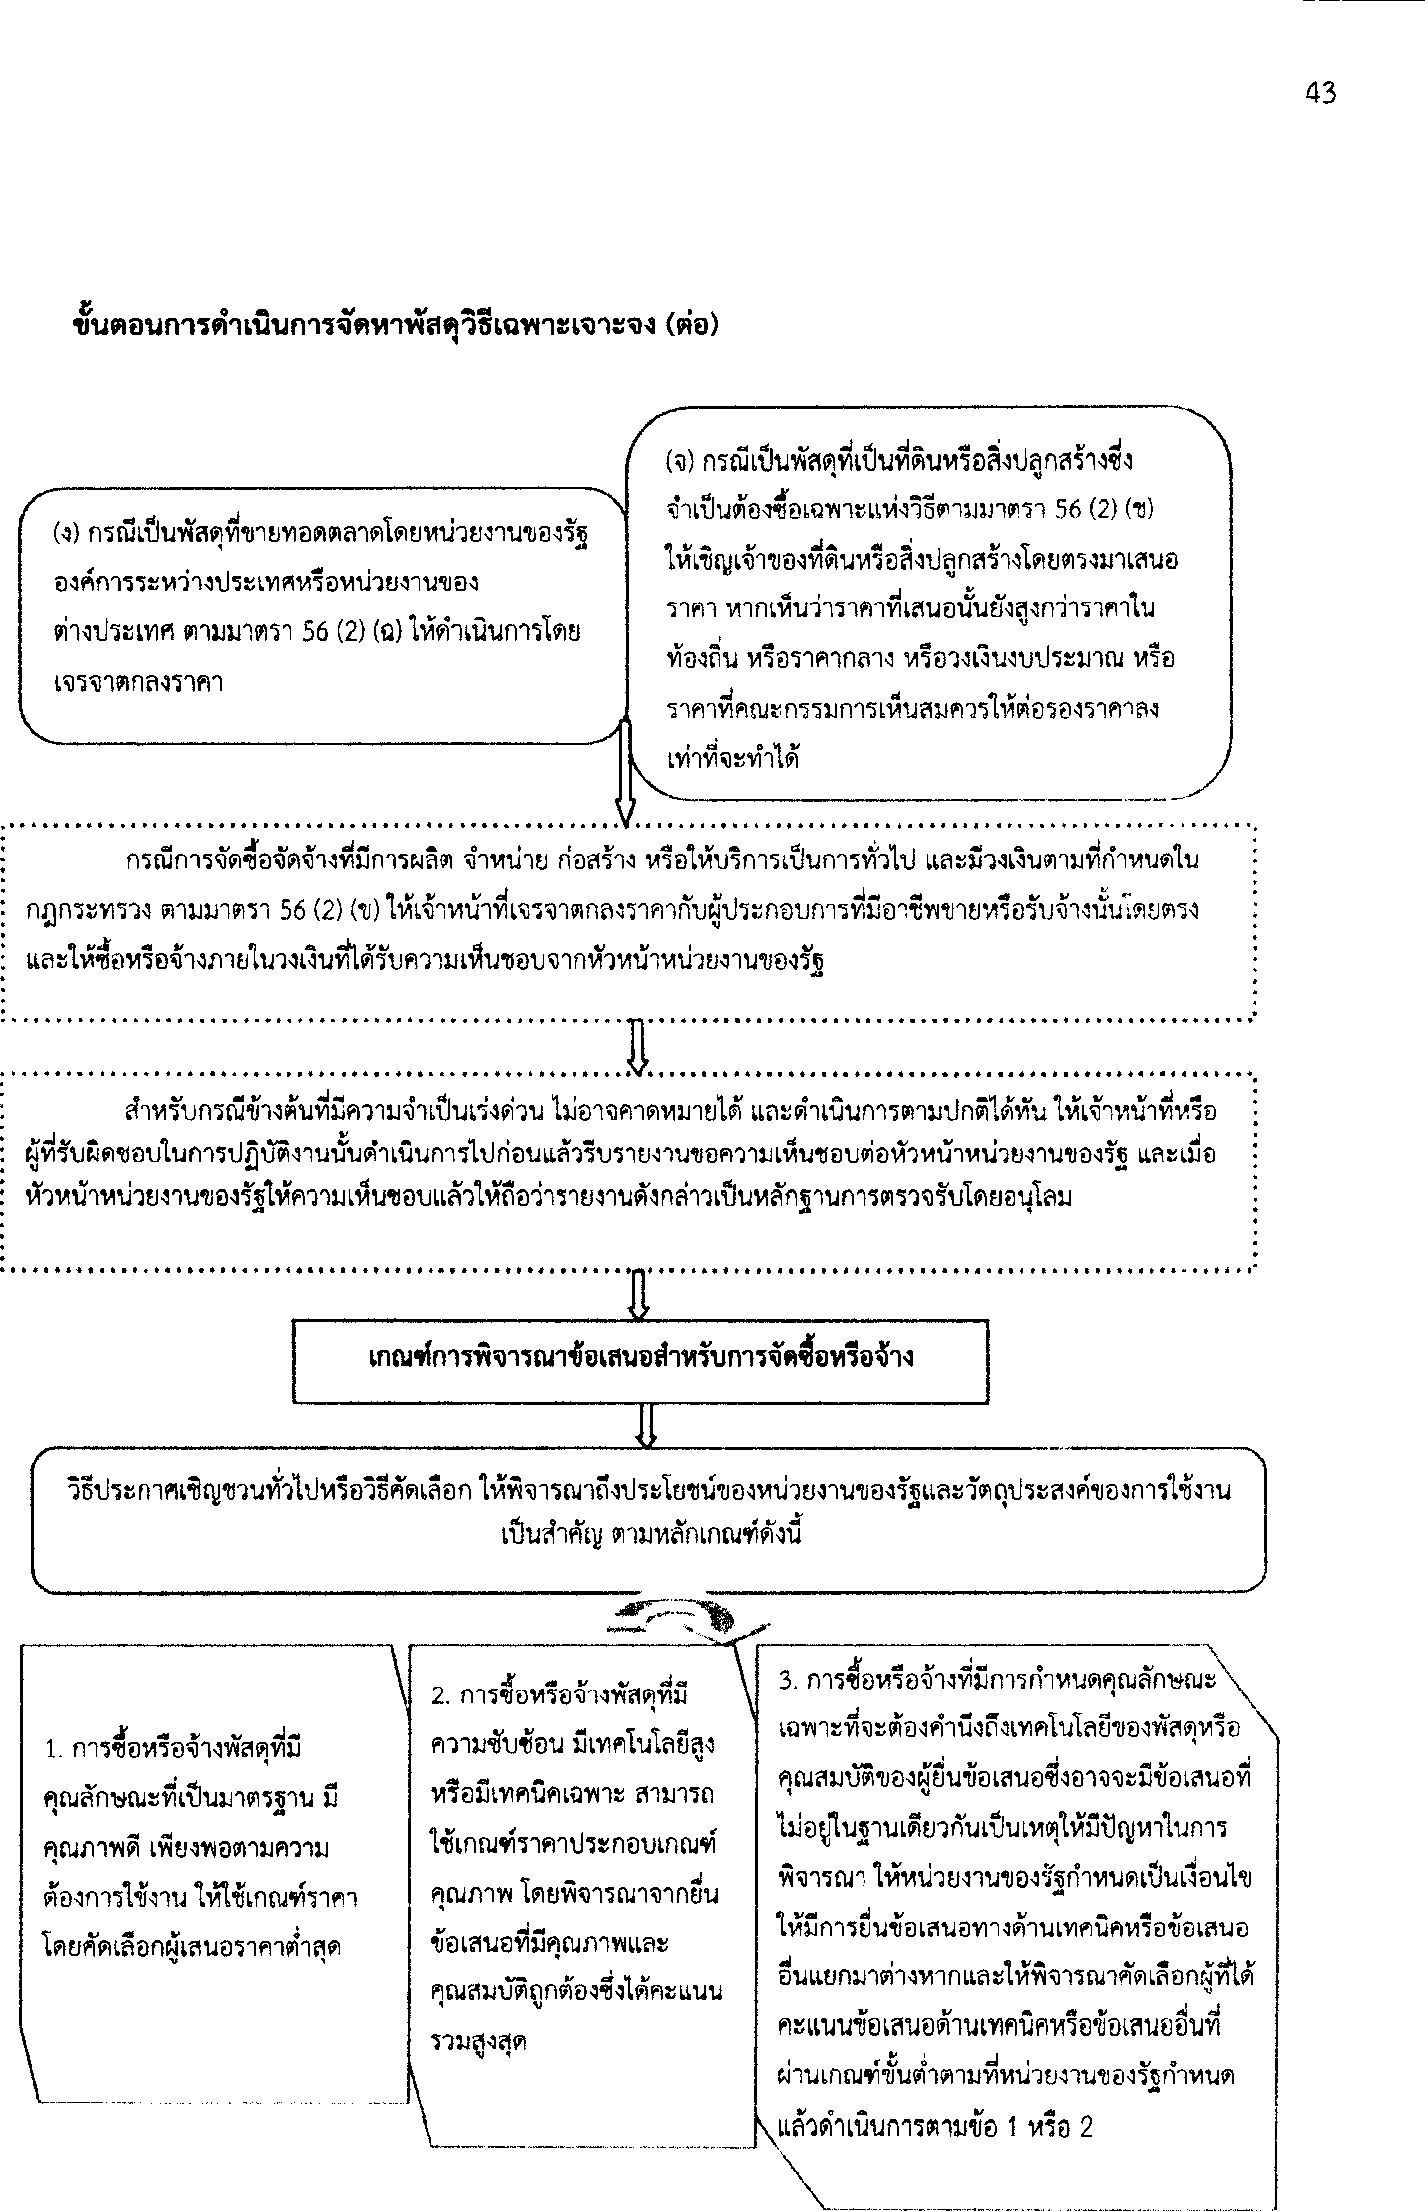 43
ขั้นตอนการดำเนินการจัดหาพัสดุวิธีเฉพาะเจาะจง (ต่อ)
(ง) กรณีเป็นพัสดุที่ขายทอดตลาดโดยหน่วยงานของรัฐ
องค์การระหว่างประเทศหรือหน่วยงานของ
ต่างประเทศ ตามมาตรา 56 (2) (ฉ) ให้ดำเนินการโดย
เจรจาตกลงราคา
(จ) กรณีเป็นพัสดุที่เป็นที่ดินหรือสิ่งปลูกสร้างซึ่ง
จำเป็นต้องซื้อเฉพาะแห่งวิธีตามมาตรา 56 (2) (ช)
ให้เชิญเจ้าของที่ดินหรือสิ่งปลูกสร้างโดยตรงมาเสนอ
ราคา หากเห็นว่าราคาที่เสนอนั้นยังสูงกว่าราคาใน
ท้องถิ่น หรือราคากลาง หรือวงเงินงบประมาณ หรือ
ราคาที่คณะกรรมการเห็นสมควรให้ต่อรองราคาลง
เท่าที่จะทำได้
กรณีการจัดซื้อจัดจ้างที่มีการผลิต จำหน่าย ก่อสร้าง หรือให้บริการเป็นการทั่วไป และมีวงเงินตามที่กำหนดใน
กฎกระทรวง ตามมาตรา 56 (2) (ข) ให้เจ้าหน้าที่เจรจาตกลงราคากับผู้ประกอบการที่มีอาชีพขายหรือรับจ้างนั้นโดยตรง
และให้ซื้อหรือจ้างภายในวงเงินที่ได้รับความเห็นชอบจากหัวหน้าหน่วยงานของรัฐ
สำหรับกรณีข้างต้นที่มีความจำเป็นเร่งด่วน ไม่อาจคาดหมายได้ และดำเนินการตามปกติได้ทัน ให้เจ้าหน้าที่หรือ
ผู้ที่รับผิดชอบในการปฏิบัติงานนั้นดำเนินการไปก่อนแล้วรีบรายงานขอความเห็นชอบต่อหัวหน้าหน่วยงานของรัฐ และเมื่อ
หัวหน้าหน่วยงานของรัฐให้ความเห็นชอบแล้วให้ถือว่ารายงานดังกล่าวเป็นหลักฐานการตรวจรับโดยอนุโลม
เกณฑ์การพิจารณาข้อเสนอสำหรับการจัดซื้อหรือจ้าง
วิธีประกาศเชิญชวนทั่วไปหรือวิธีคัดเลือก ให้พิจารณาถึงประโยชน์ของหน่วยงานของรัฐและวัตถุประสงค์ของการใช้งาน
เป็นสำคัญ ตามหลักเกณฑ์ดังนี้
1. การซื้อหรือจ้างพัสดุที่มี
คุณลักษณะที่เป็นมาตรฐาน มี
คุณภาพดี เพียงพอตามความ
ต้องการใช้งาน ให้ใช้เกณฑ์ราคา
โดยคัดเลือกผู้เสนอราคาต่ำสุด
2. การซื้อหรือจ้างพัสดุที่มี
ความซับซ้อน มีเทคโนโลยีสูง
หรือมีเทคนิคเฉพาะ สามารถ
ใช้เกณฑ์ราคาประกอบเกณฑ์
คุณภาพ โดยพิจารณาจากยื่น
ข้อเสนอที่มีคุณภาพและ
คุณสมบัติถูกต้องซึ่งได้คะแนน
รวมสูงสุด
3. การซื้อหรือจ้างที่มีการกำหนดคุณลักษณะ
เฉพาะที่จะต้องคำนึงถึงเทคโนโลยีของพัสดุหรือ
คุณสมบัติของผู้ยื่นข้อเสนอซึ่งอาจจะมีข้อเสนอที่
ไม่อยู่ในฐานเดียวกันเป็นเหตุให้มีปัญหาในการ
พิจารณา ให้หน่วยงานของรัฐกำหนดเป็นเงื่อนไข
ให้มีการยื่นข้อเสนอทางด้านเทคนิคหรือข้อเสนอ
อื่นแยกมาต่างหากและให้พิจารณาคัดเลือกผู้ที่ได้
คะแนนข้อเสนอด้านเทคนิคหรือข้อเสนออื่นที่
ผ่านเกณฑ์ขั้นต่ำตามที่หน่วยงานของรัฐกำหนด
แล้วดำเนินการตามข้อ 1 หรือ 2